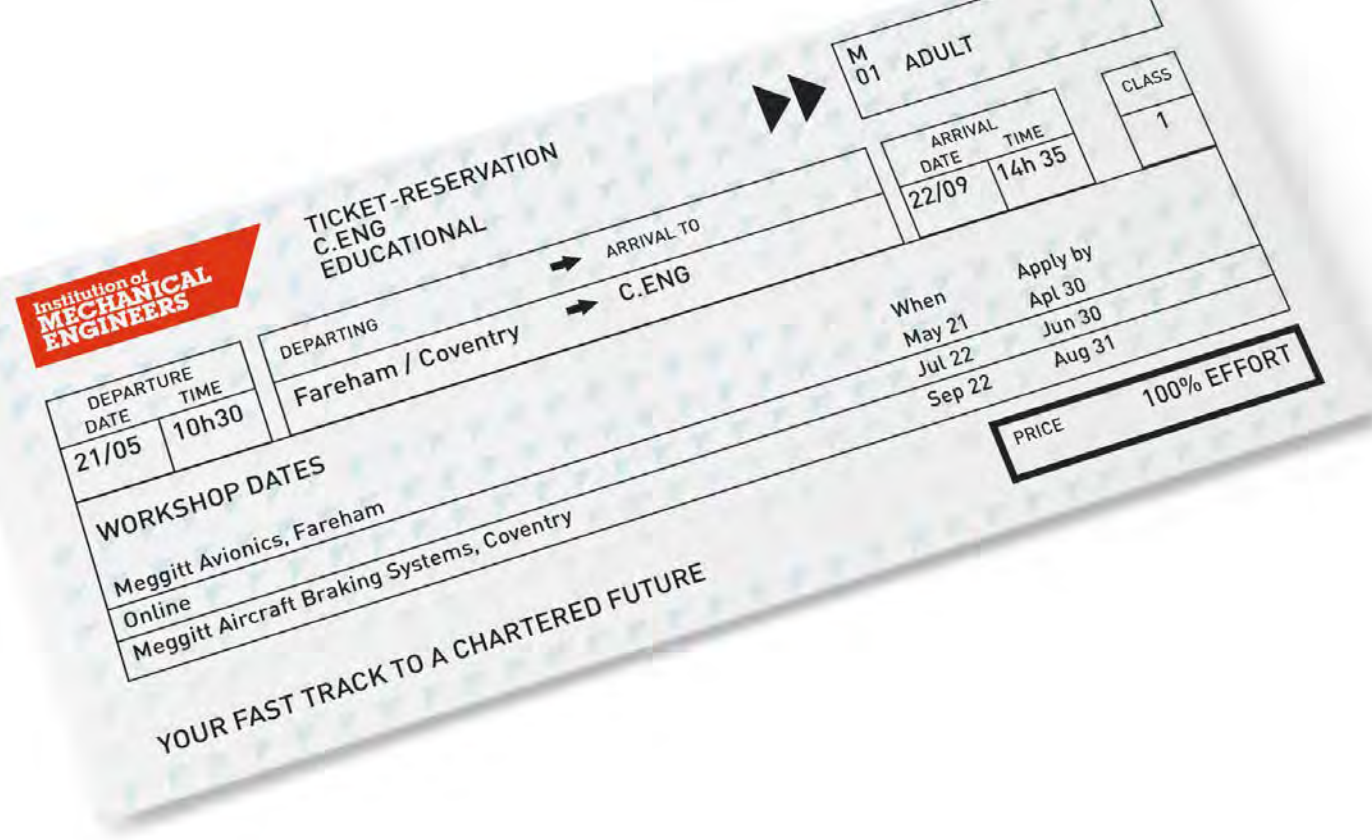 Institution of
MECHANICAL
ENGINEERS
TICKET-RESERVATION
C.ENG
EDUCATIONAL
M
01 ADULT
DEPARTURE
DATE TIME
21/05 10h30
DEPARTING ARRIVAL TO
Fareham / Coventry C.ENG
ARRIVAL
DATE TIME
22/09 14h 35
CLASS
1
WORKSHOP DATES When Apply by
Meggitt Avionics, Fareham May 21 Apl 30
Online Jul 22 Jun 30
Meggitt Aircraft Braking Systems, Coventry Sep 22 Aug 31
PRICE 100% EFFORT
YOUR FAST TRACK TO A CHARTERED FUTURE